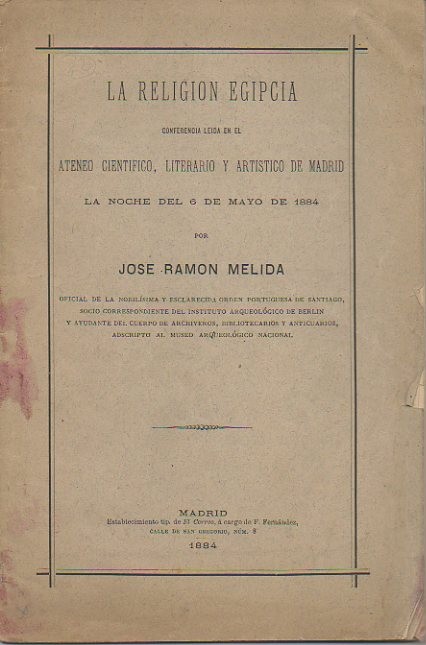 LA RELIGION EGIPCIA
CONFERENCIA LEIDA EN EL
ATENEO CIENTIFICO, LITERARIO Y ARTISTICO DE MADRID
LA NOCHE DEL 6 DE MAYO DE 1884
POR
JOSE RAMON MELIDA
OFICIAL DE LA NOBILÍSIMA Y ESCLARECIDA ORDEN PORTUGUESA DE SANTIAGO,
SOCIO CORRESPONDIENTE DEL INSTITUTO ARQUEOLÓGICO DE BERLIN
Y AYUDANTE DEL CUERPO DE ARCHIVEROS, BIBLIOTECARIOS Y ANTICUARIOS,
ADSCRIPTO AL MUSEO ARQUEOLÓGICO NACIONAL
MADRID
Establecimiento tip. de El Correo, á cargo de F. Fernández,
CALLE DE SAN GREGORIO, NÚM. 8
1884